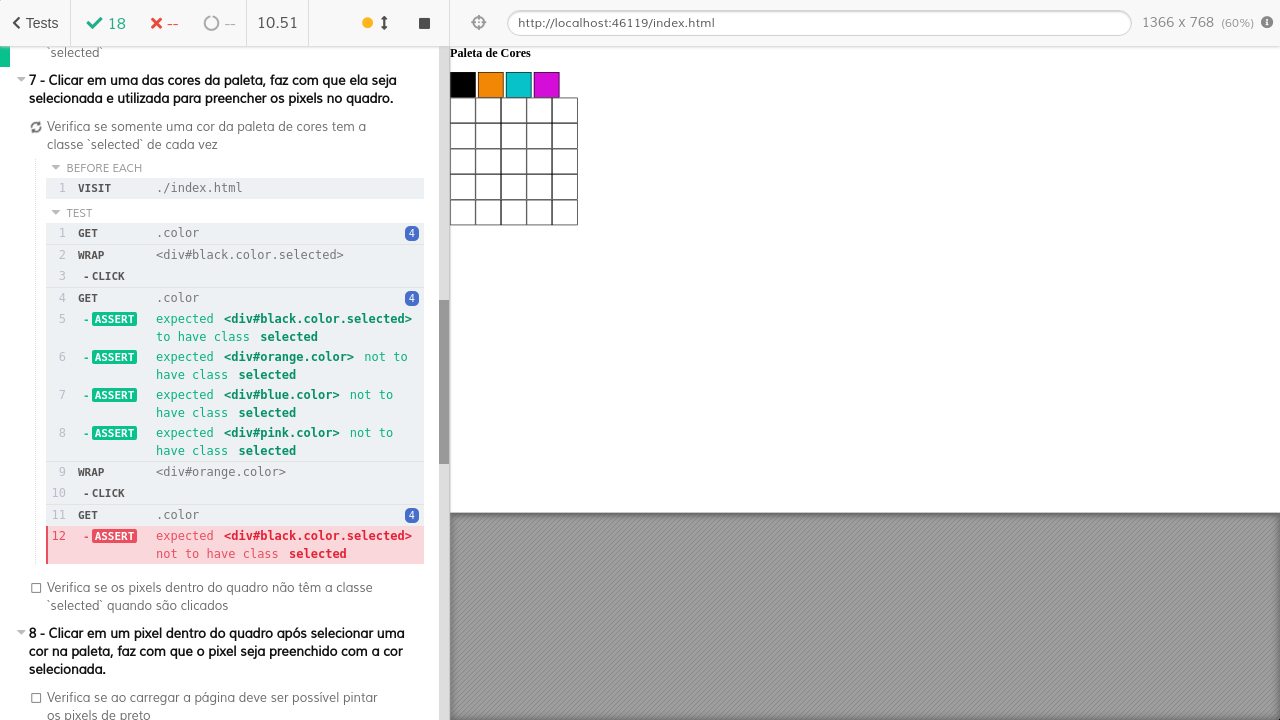 Tests
18
--
--
10.51
http://localhost:46119/index.html
1366 x 768 (60%)
`selected`
7 - Clicar em uma das cores da paleta, faz com que ela seja
selecionada e utilizada para preencher os pixels no quadro.
Verifica se somente uma cor da paleta de cores tem a
classe `selected` de cada vez
BEFORE EACH
1 VISIT ./index.html
TEST
1 GET .color 4
2 WRAP <div#black.color.selected>
3 - CLICK
4 GET .color 4
5 - ASSERT expected <div#black.color.selected>
to have class selected
6 - ASSERT expected <div#orange.color> not to
have class selected
7 - ASSERT expected <div#blue.color> not to
have class selected
8 - ASSERT expected <div#pink.color> not to
have class selected
9 WRAP <div#orange.color>
10 - CLICK
11 GET .color 4
12 - ASSERT expected <div#black.color.selected>
not to have class selected
Verifica se os pixels dentro do quadro não têm a classe
`selected` quando são clicados
8 - Clicar em um pixel dentro do quadro após selecionar uma
cor na paleta, faz com que o pixel seja preenchido com a cor
selecionada.
Verifica se ao carregar a página deve ser possível pintar
os pixels de preto
Paleta de Cores